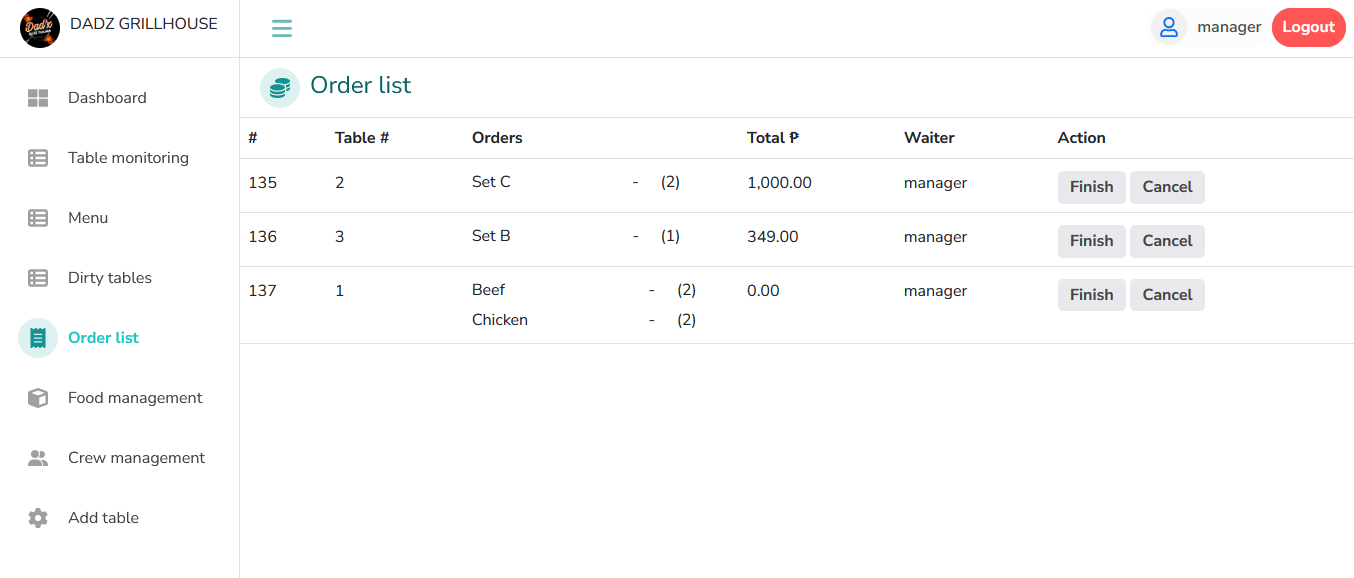 DADZ GRILLHOUSE
manager Logout
Dashboard
Table monitoring
Menu
Dirty tables
Order list
Food management
Crew management
Add table
Order list
# Table # Orders Total ₱ Waiter Action
135 2 Set C - (2) 1,000.00 manager Finish Cancel
136 3 Set B - (1) 349.00 manager Finish Cancel
137 1 Beef - (2) 0.00 manager Finish Cancel
Chicken - (2)